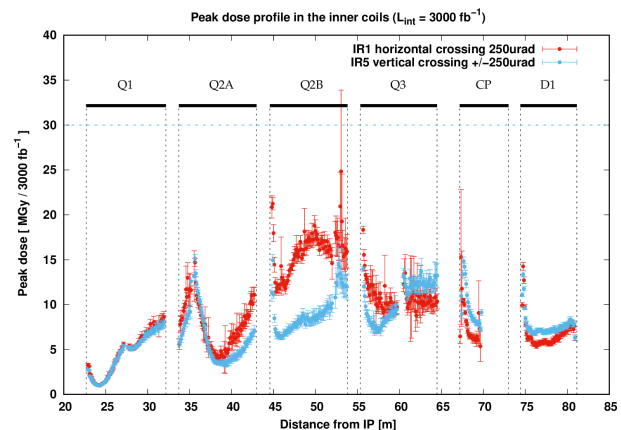 Peak dose profile in the inner coils (L_int = 3000 fb⁻¹)
40
35
30
25
20
15
10
5
0
Peak dose [ MGy / 3000 fb⁻¹ ]
IR1 horizontal crossing 250urad
IR5 vertical crossing +/−250urad
Q1 Q2A Q2B Q3 CP D1
20 25 30 35 40 45 50 55 60 65 70 75 80 85
Distance from IP [m]